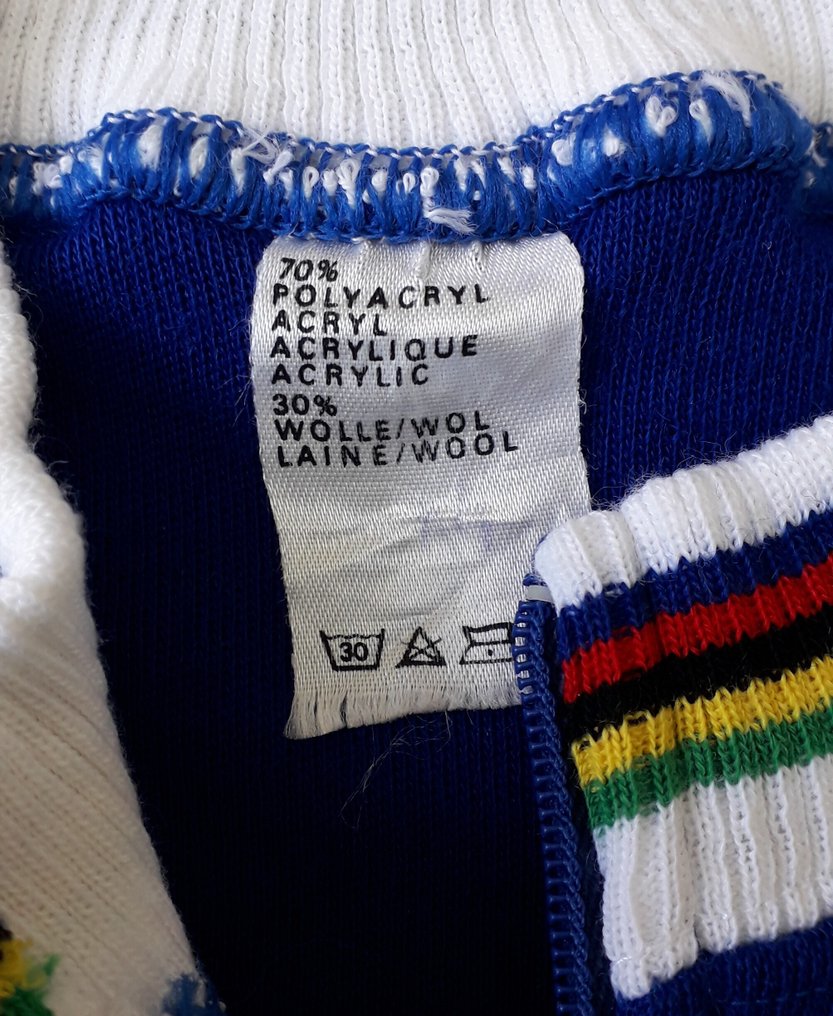 70%
POLYACRYL
ACRYL
ACRYLIQUE
ACRYLIC
30%
WOLLE/WOL
LAINE/WOOL
30